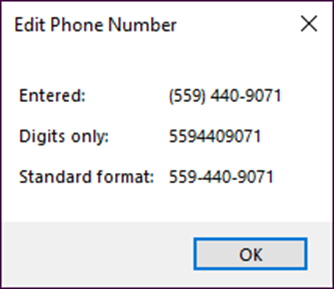 Edit Phone Number
Entered: (559) 440-9071
Digits only: 5594409071
Standard format: 559-440-9071
OK